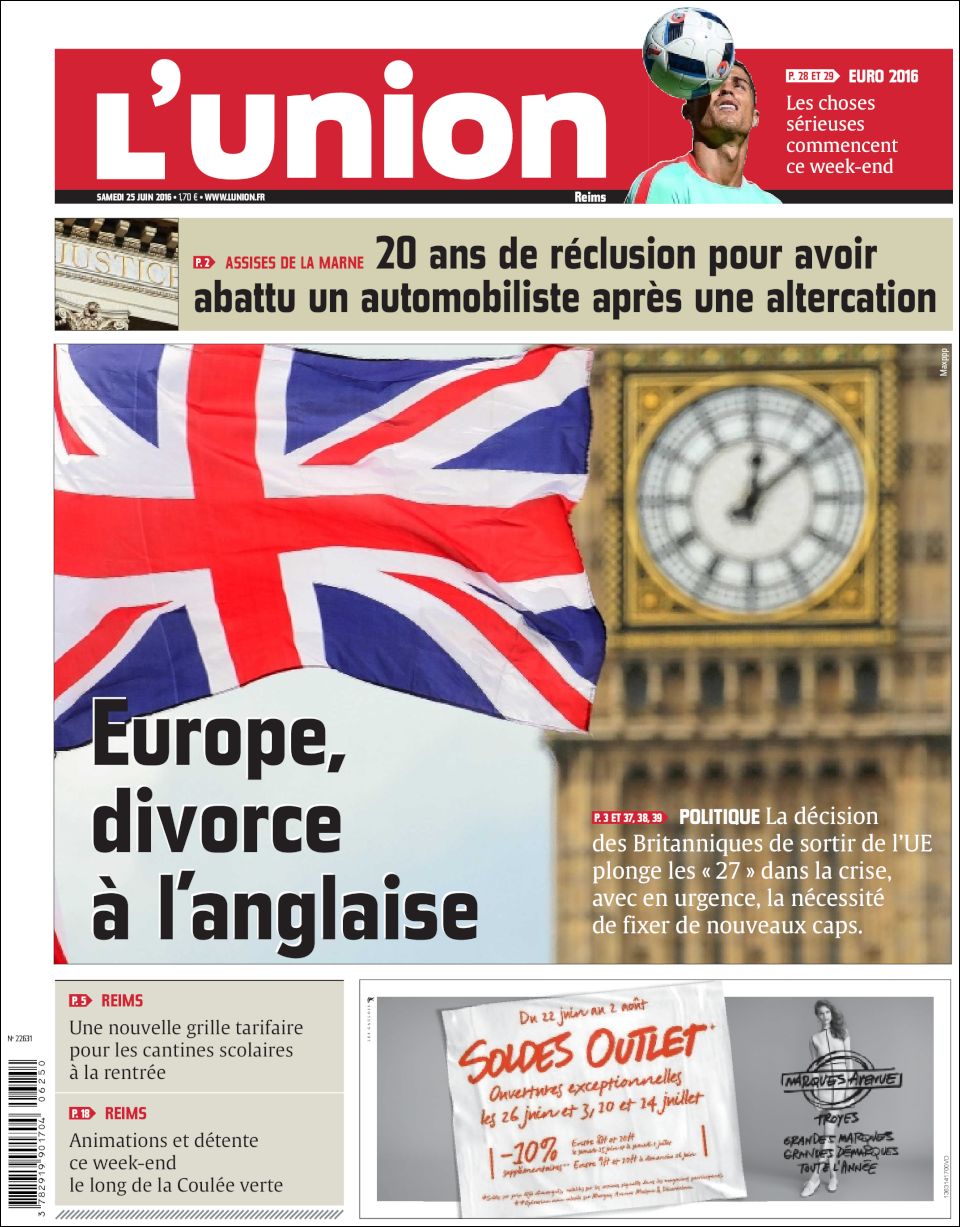 L'union
P. 28 ET 29 EURO 2016
Les choses
sérieuses
commencent
ce week-end
SAMEDI 25 JUIN 2016 • 1,70 € • WWW.LUNION.FR
Reims
JUSTICE
P. 2 ASSISES DE LA MARNE 20 ans de réclusion pour avoir
abattu un automobiliste après une altercation
Maxppp
Europe,
divorce
à l'anglaise
P. 3 ET 37, 38, 39 POLITIQUE La décision
des Britanniques de sortir de l'UE
plonge les « 27 » dans la crise,
avec en urgence, la nécessité
de fixer de nouveaux caps.
P. 5 REIMS
Une nouvelle grille tarifaire
pour les cantines scolaires
à la rentrée
P. 18 REIMS
Animations et détente
ce week-end
le long de la Coulée verte
N° 22631
3 782919 901704 06250
Du 22 juin au 2 août
SOLDES OUTLET*
Ouvertures exceptionnelles
les 26 juin et 3, 10 et 14 juillet
-10%
supplémentaires**
MARQUES AVENUE
TROYES
GRANDES MARQUES
GRANDES DÉMARQUES
TOUTE L'ANNÉE
1363141700VD